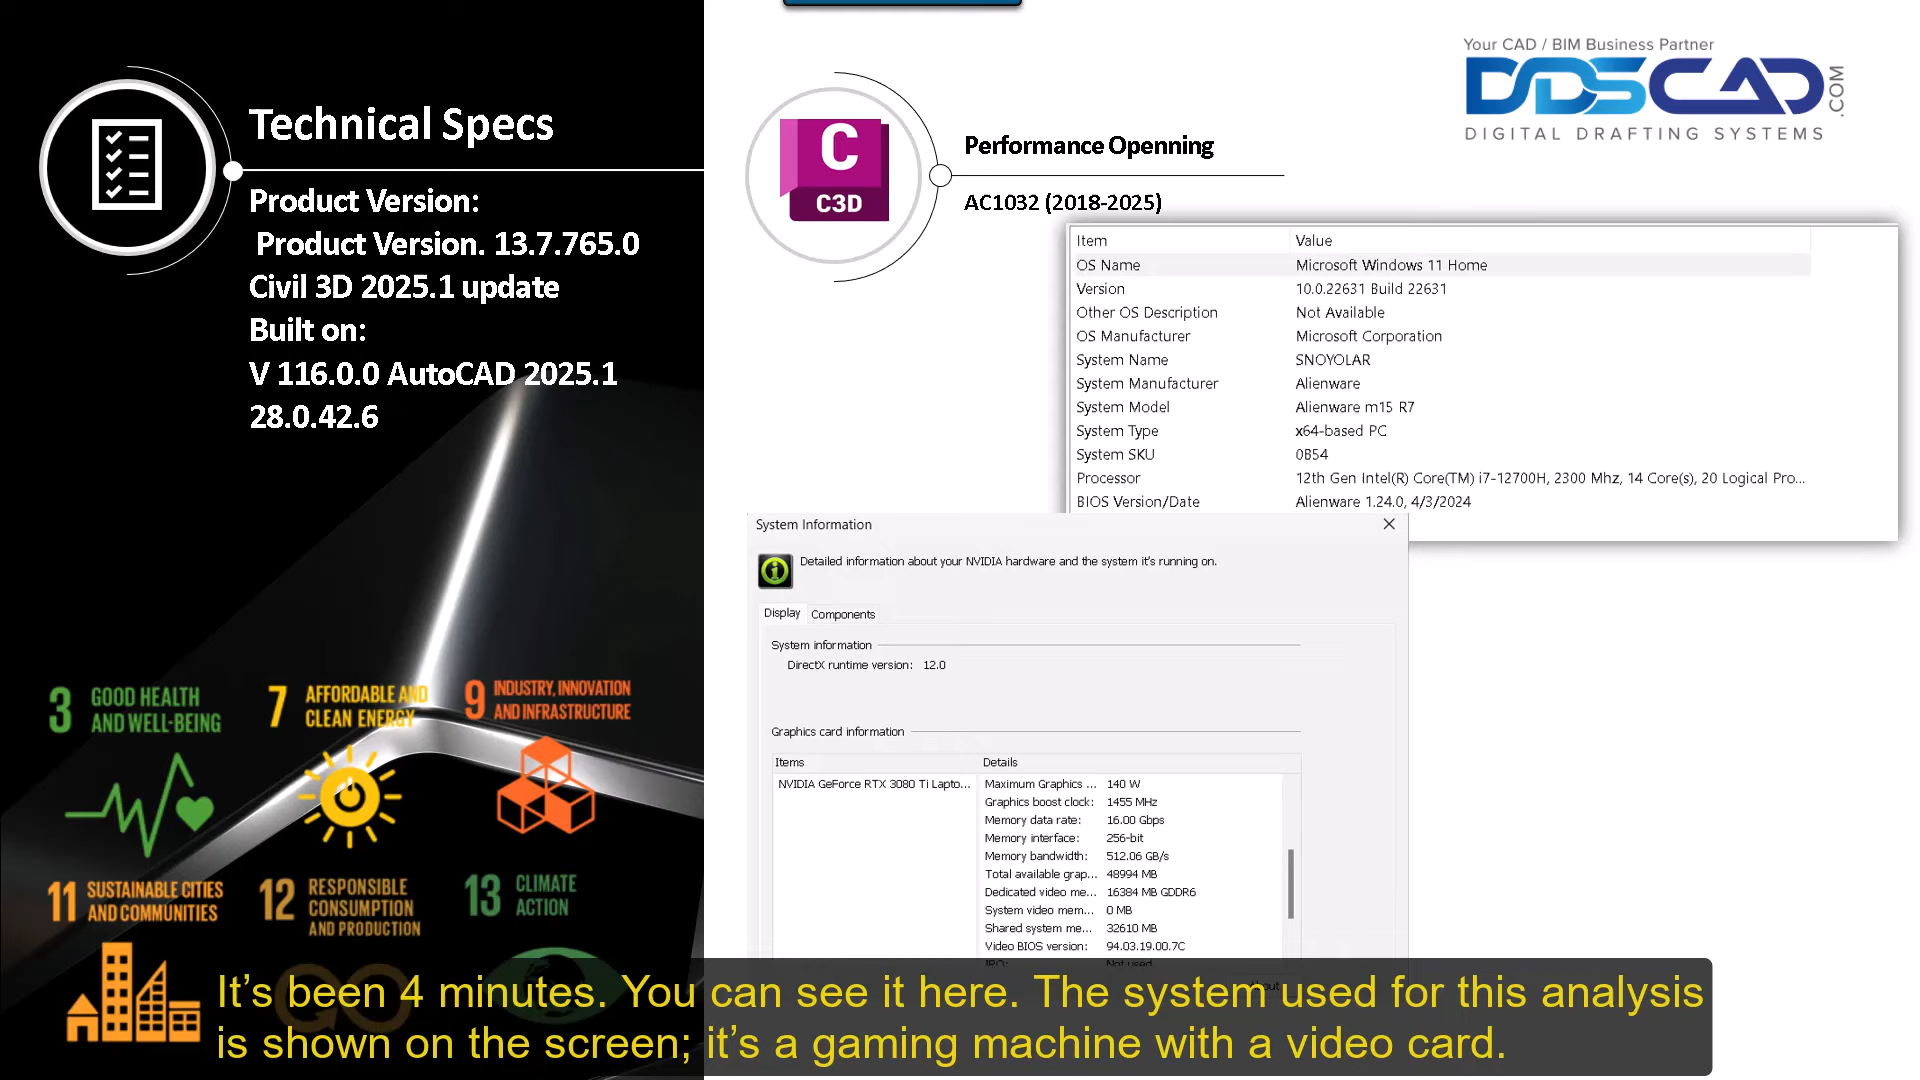 Technical Specs
Product Version:
Product Version. 13.7.765.0
Civil 3D 2025.1 update
Built on:
V 116.0.0 AutoCAD 2025.1
28.0.42.6
3 GOOD HEALTH
AND WELL-BEING
7 AFFORDABLE AND
CLEAN ENERGY
9 INDUSTRY, INNOVATION
AND INFRASTRUCTURE
11 SUSTAINABLE CITIES
AND COMMUNITIES
12 RESPONSIBLE
CONSUMPTION
AND PRODUCTION
13 CLIMATE
ACTION
C
C3D
Performance Openning
AC1032 (2018-2025)
Your CAD / BIM Business Partner
DDSCAD.COM
DIGITAL DRAFTING SYSTEMS
Item Value
OS Name Microsoft Windows 11 Home
Version 10.0.22631 Build 22631
Other OS Description Not Available
OS Manufacturer Microsoft Corporation
System Name SNOYOLAR
System Manufacturer Alienware
System Model Alienware m15 R7
System Type x64-based PC
System SKU 0B54
Processor 12th Gen Intel(R) Core(TM) i7-12700H, 2300 Mhz, 14 Core(s), 20 Logical Pro...
BIOS Version/Date Alienware 1.24.0, 4/3/2024
System Information
Detailed information about your NVIDIA hardware and the system it's running on.
Display Components
System information
DirectX runtime version: 12.0
Graphics card information
Items Details
NVIDIA GeForce RTX 3080 Ti Lapto... Maximum Graphics ... 140 W
Graphics boost clock: 1455 MHz
Memory data rate: 16.00 Gbps
Memory interface: 256-bit
Memory bandwidth: 512.06 GB/s
Total available grap... 48994 MB
Dedicated video me... 16384 MB GDDR6
System video mem... 0 MB
Shared system me... 32610 MB
Video BIOS version: 94.03.19.00.7C
IRQ: Not used
It's been 4 minutes. You can see it here. The system used for this analysis
is shown on the screen; it's a gaming machine with a video card.